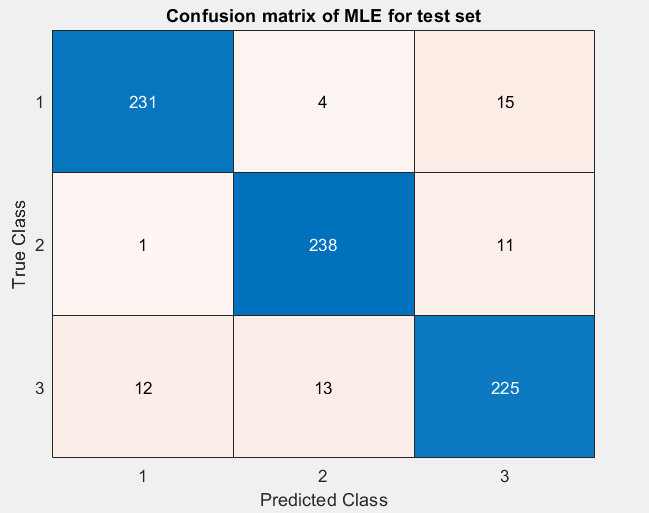 Confusion matrix of MLE for test set
1 231 4 15
True Class
2 1 238 11
3 12 13 225
1 2 3
Predicted Class